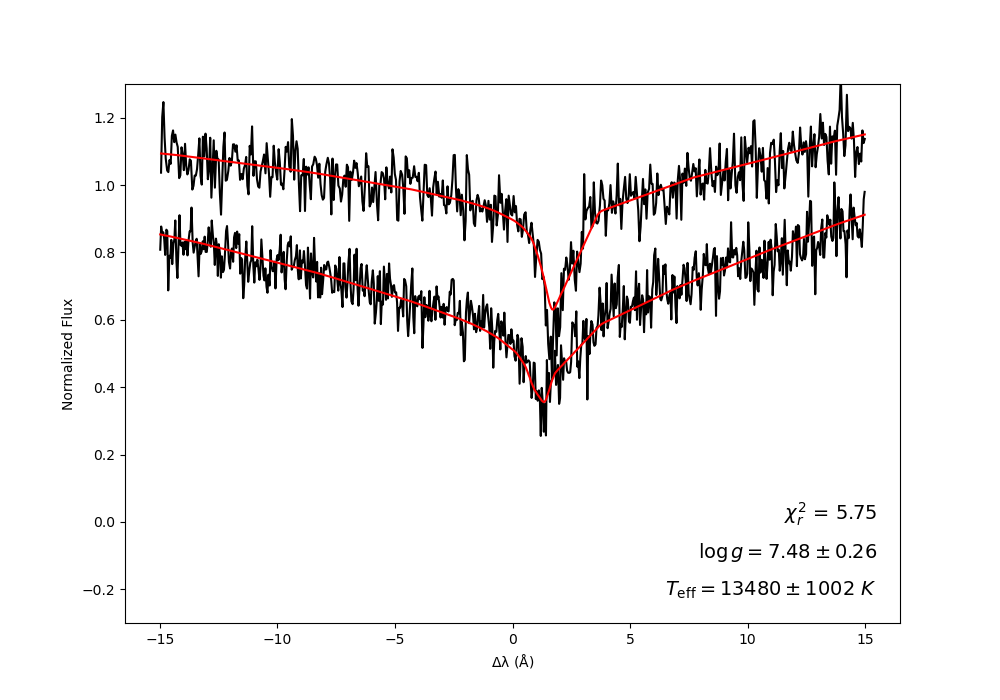 1.2
1.0
0.8
0.6
0.4
0.2
0.0
−0.2
Normalized Flux
χ²ᵣ = 5.75
log g = 7.48 ± 0.26
T_eff = 13480 ± 1002 K
−15 −10 −5 0 5 10 15
Δλ (Å)